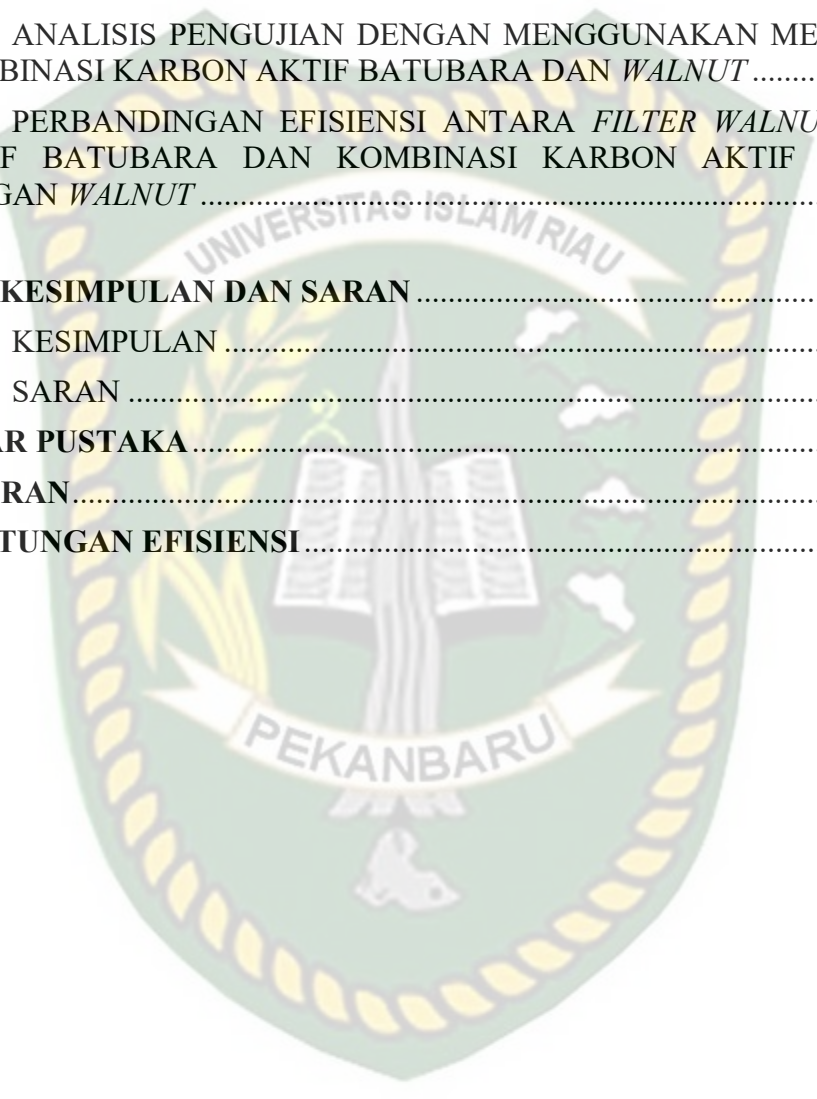 ANALISIS PENGUJIAN DENGAN MENGGUNAKAN ME
BINASI KARBON AKTIF BATUBARA DAN WALNUT ........
PERBANDINGAN EFISIENSI ANTARA FILTER WALNU
F BATUBARA DAN KOMBINASI KARBON AKTIF
GAN WALNUT ................................................................................
UNIVERSITAS ISLAM RIAU
KESIMPULAN DAN SARAN ..................................................
KESIMPULAN ..........................................................................
SARAN .......................................................................................
AR PUSTAKA ...............................................................................
RAN ..............................................................................................
TUNGAN EFISIENSI ................................................................
PEKANBARU